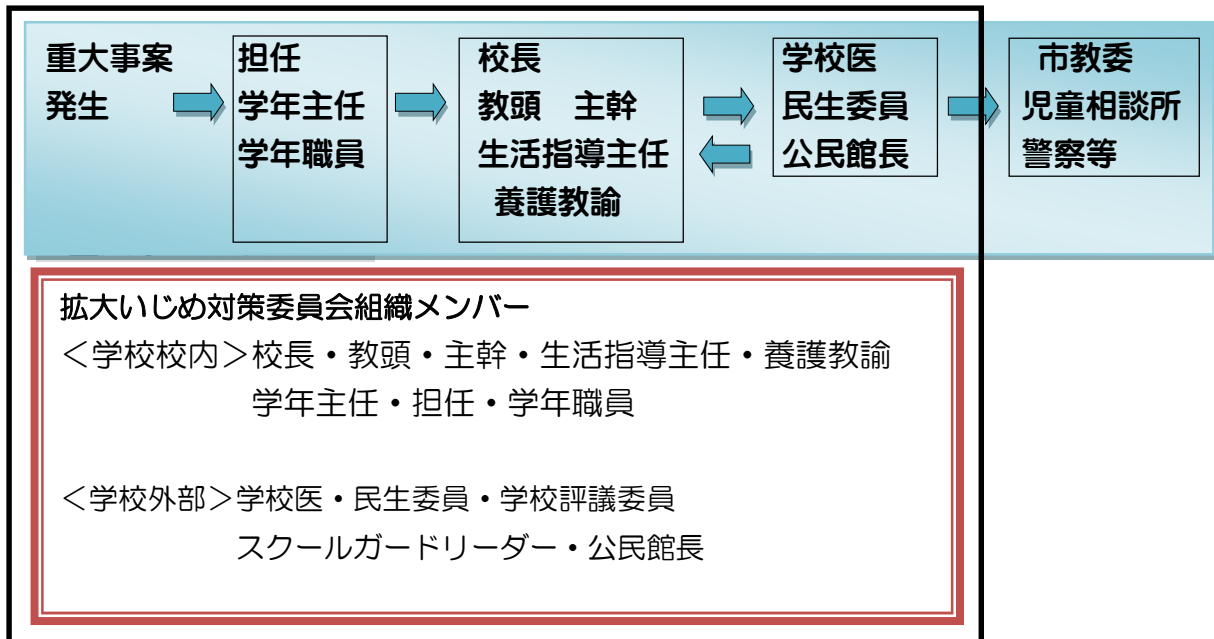 重大事案
発生
担任
学年主任
学年職員
校長
教頭　主幹
生活指導主任
養護教諭
学校医
民生委員
公民館長
市教委
児童相談所
警察等
拡大いじめ対策委員会組織メンバー
＜学校校内＞校長・教頭・主幹・生活指導主任・養護教諭
学年主任・担任・学年職員
＜学校外部＞学校医・民生委員・学校評議委員
スクールガードリーダー・公民館長